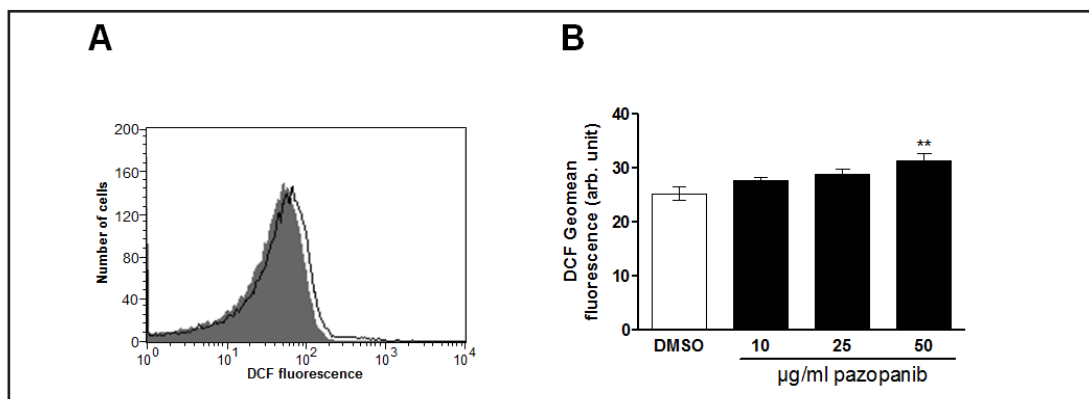 A
200
160
120
80
40
0
Number of cells
10^0 10^1 10^2 10^3 10^4
DCF fluorescence
B
40
30
20
10
0
DCF Geomean
fluorescence (arb. unit)
**
DMSO 10 25 50
µg/ml pazopanib